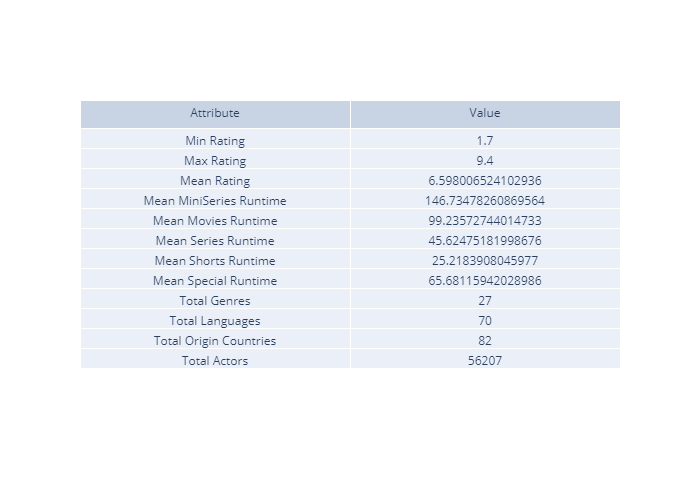 Attribute Value
Min Rating 1.7
Max Rating 9.4
Mean Rating 6.598006524102936
Mean MiniSeries Runtime 146.73478260869564
Mean Movies Runtime 99.23572744014733
Mean Series Runtime 45.62475181998676
Mean Shorts Runtime 25.2183908045977
Mean Special Runtime 65.68115942028986
Total Genres 27
Total Languages 70
Total Origin Countries 82
Total Actors 56207